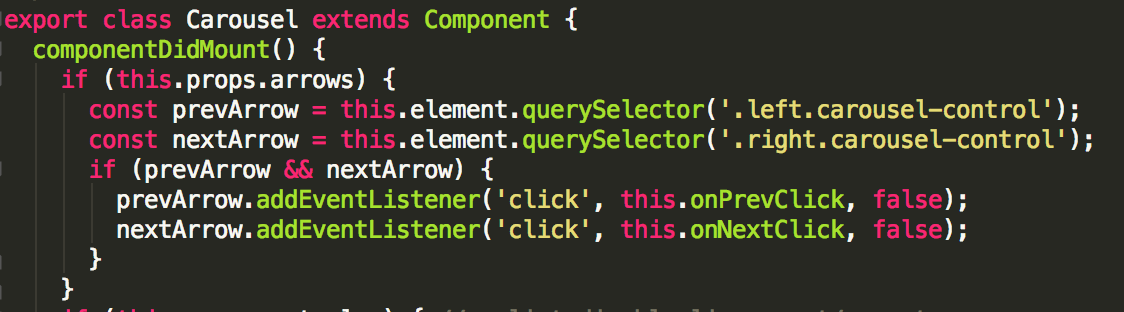 export class Carousel extends Component {
componentDidMount() {
if (this.props.arrows) {
const prevArrow = this.element.querySelector('.left.carousel-control');
const nextArrow = this.element.querySelector('.right.carousel-control');
if (prevArrow && nextArrow) {
prevArrow.addEventListener('click', this.onPrevClick, false);
nextArrow.addEventListener('click', this.onNextClick, false);
}
}